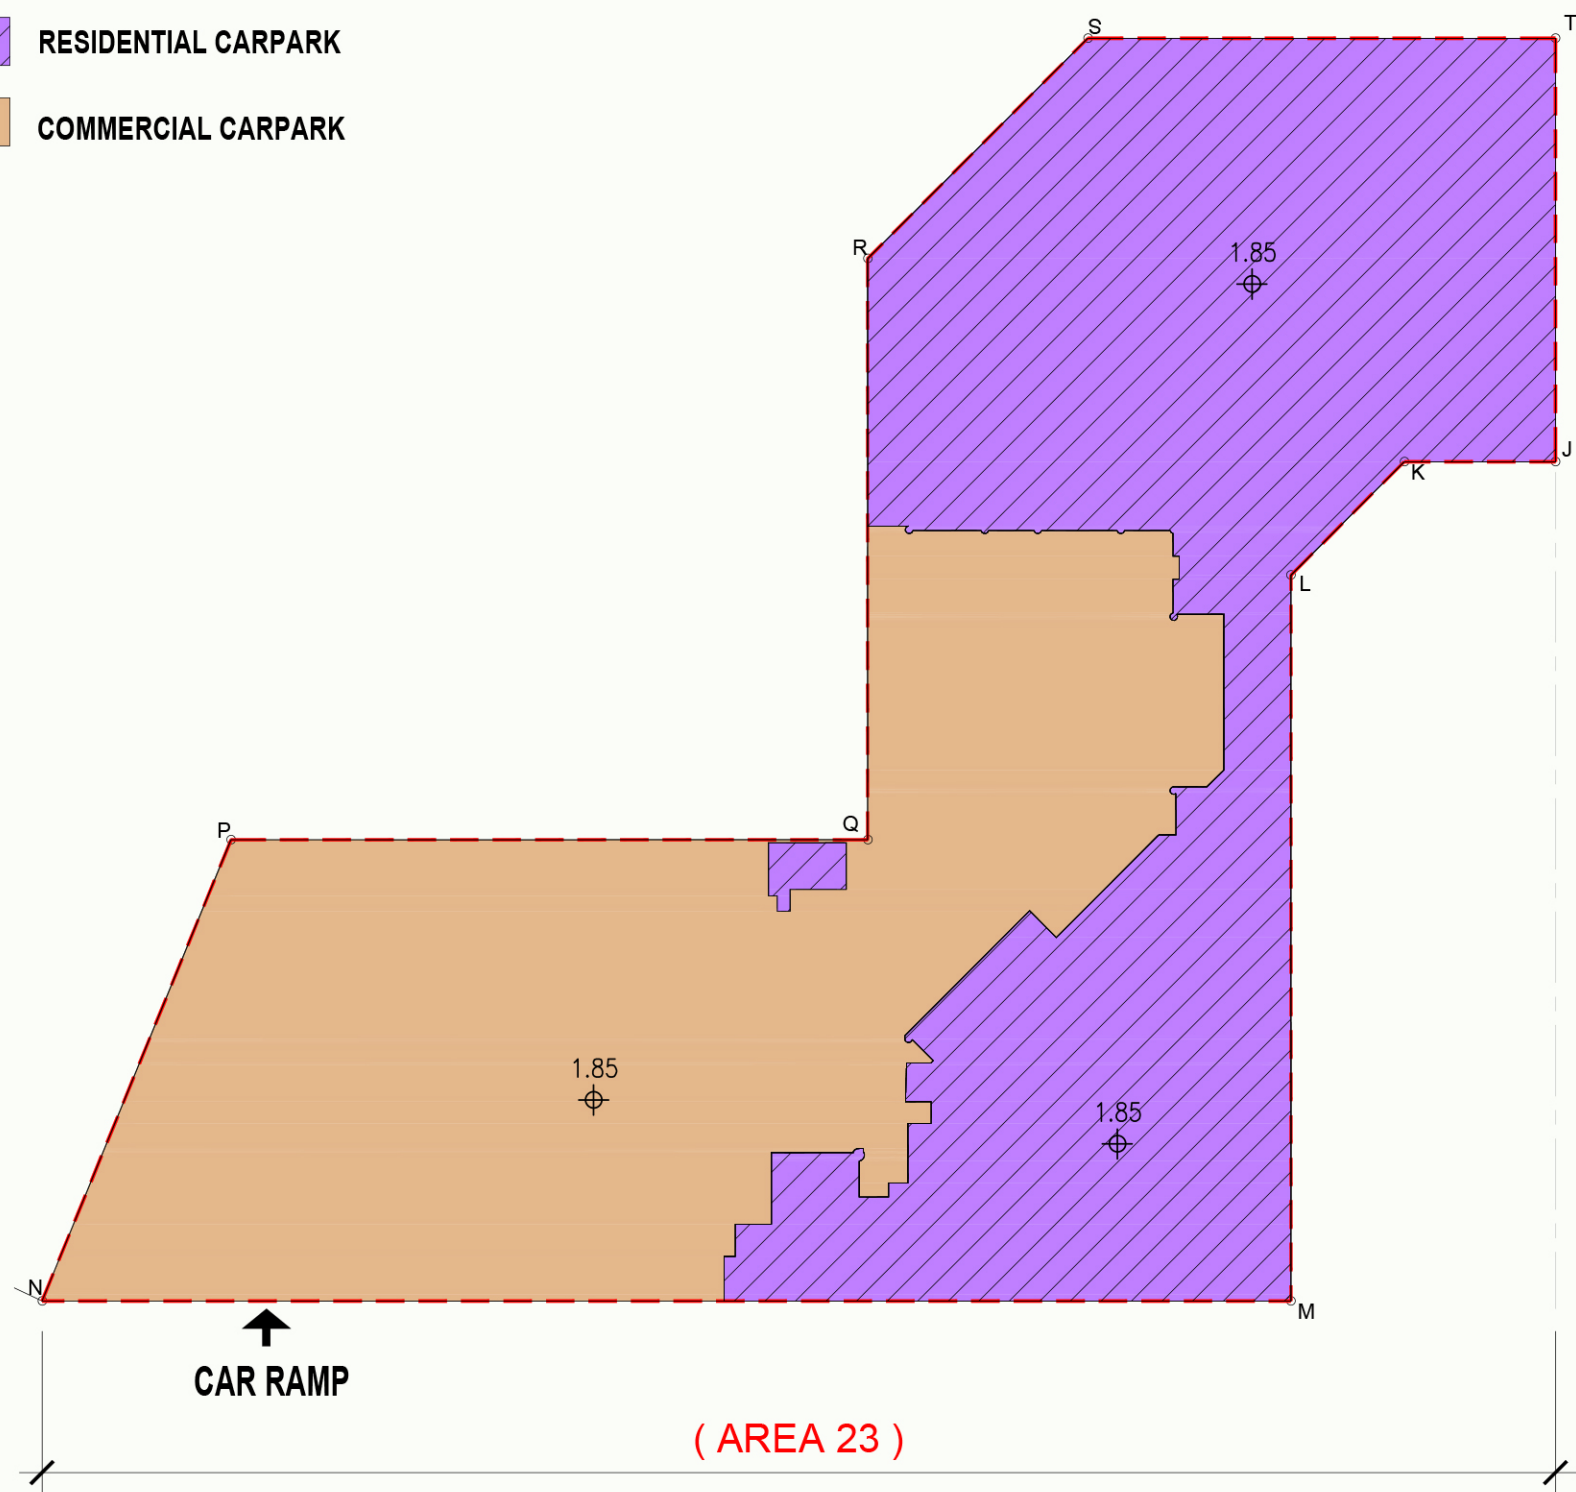 S
T
RESIDENTIAL CARPARK
COMMERCIAL CARPARK
R
1.85
J
K
L
Q
P
1.85
1.85
N
M
CAR RAMP
( AREA 23 )